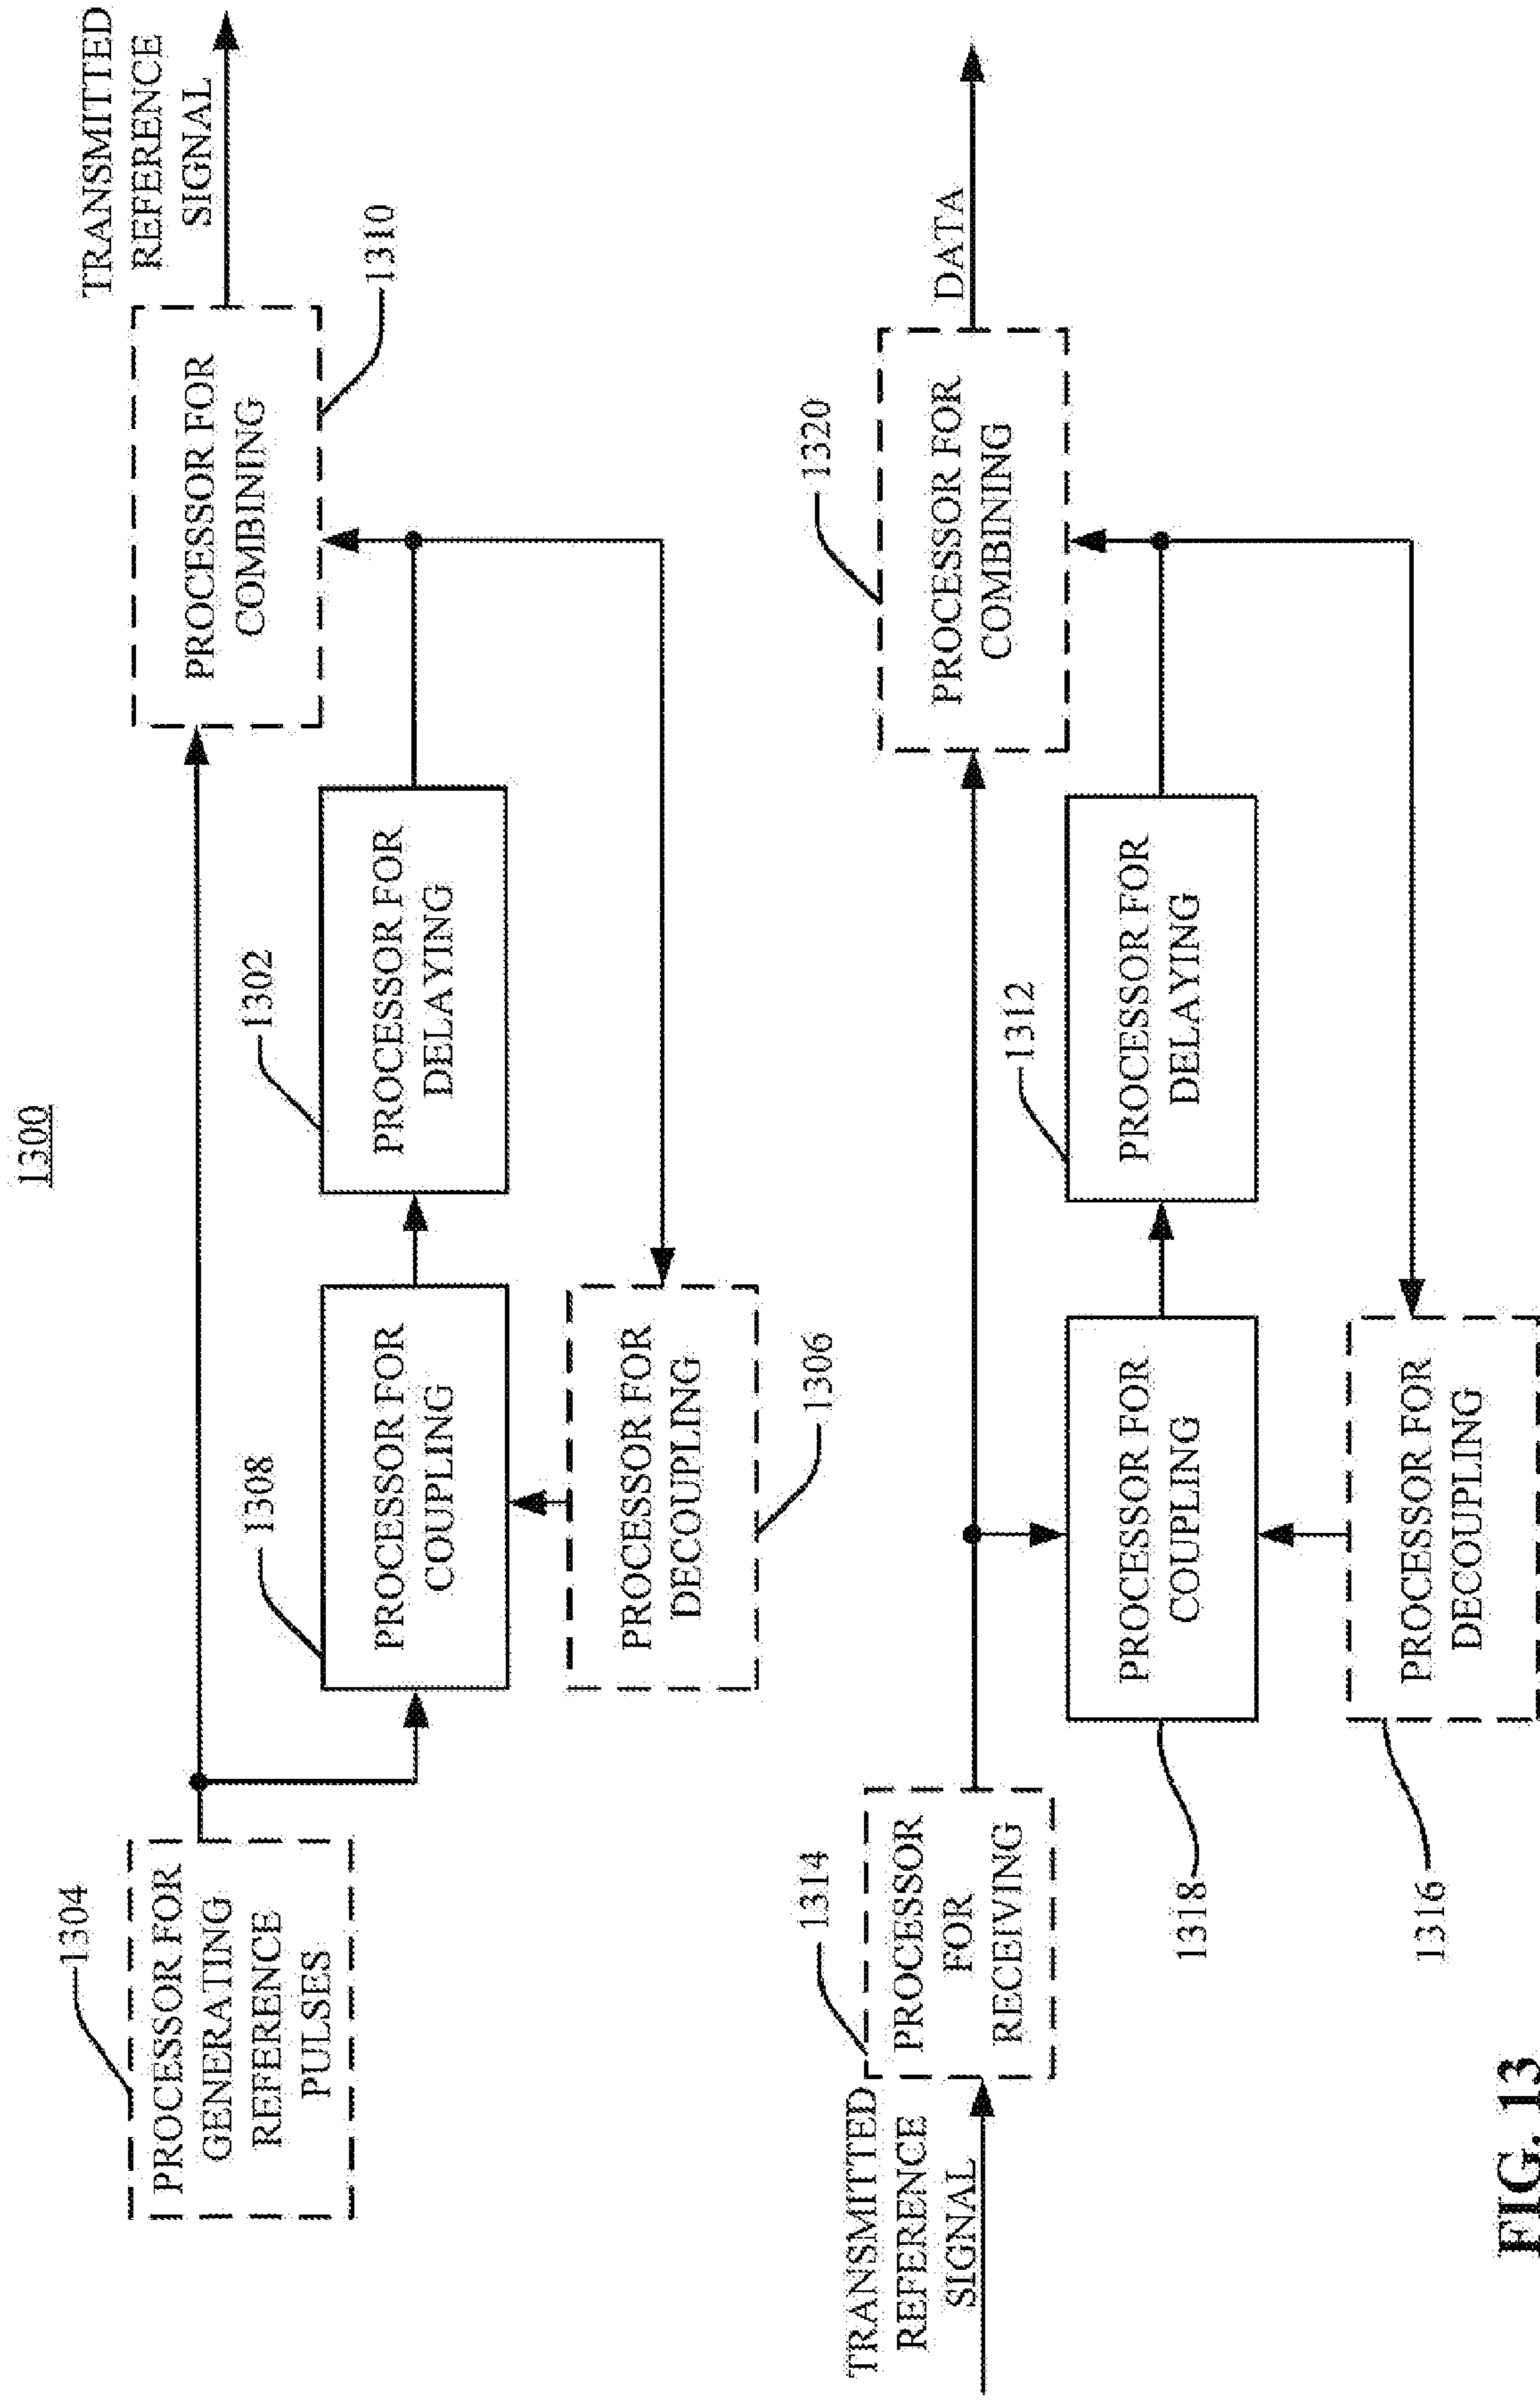 1300
1304
PROCESSOR FOR
GENERATING
REFERENCE
PULSES
1308
PROCESSOR FOR
COUPLING
1302
PROCESSOR FOR
DELAYING
PROCESSOR FOR
COMBINING
1310
TRANSMITTED
REFERENCE
SIGNAL
PROCESSOR FOR
DECOUPLING
1306
TRANSMITTED
REFERENCE
SIGNAL
1314
PROCESSOR
FOR
RECEIVING
1318
PROCESSOR FOR
COUPLING
1312
PROCESSOR FOR
DELAYING
1320
PROCESSOR FOR
COMBINING
DATA
1316
PROCESSOR FOR
DECOUPLING
FIG. 13